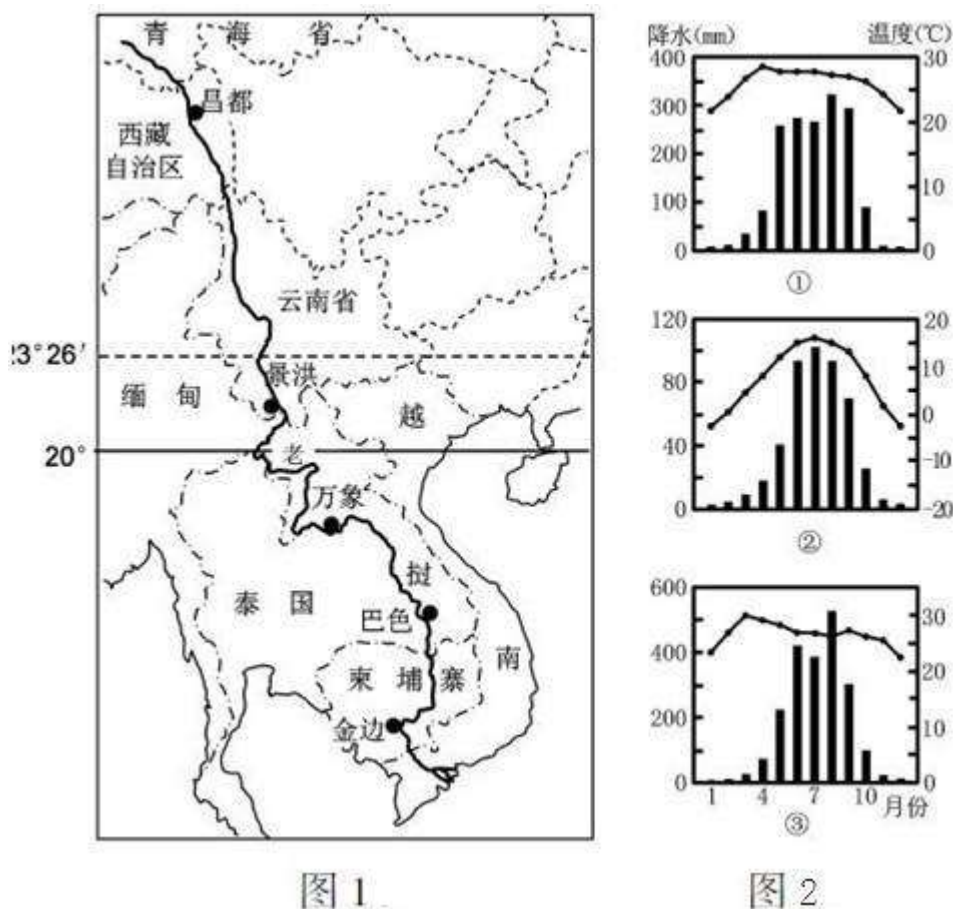 青海省
昌都
西藏
自治区
云南省
3°26′
景洪
缅甸
越
20°
老
万象
泰国
挝
巴色
南
柬埔寨
金边
图1
降水(mm)
温度(℃)
400
300
200
100
0
30
20
10
0
①
120
80
40
0
20
10
0
-10
-20
②
600
400
200
0
30
20
10
0
1 4 7 10 月份
③
图2